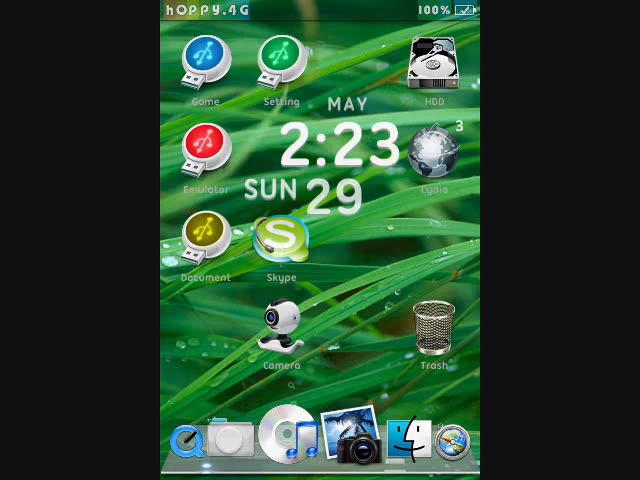 hOPPY.4G 100%
Game Setting HDD
MAY
2:23
3
Emulator Cydia
SUN 29
S
Document Skype
Camera Trash